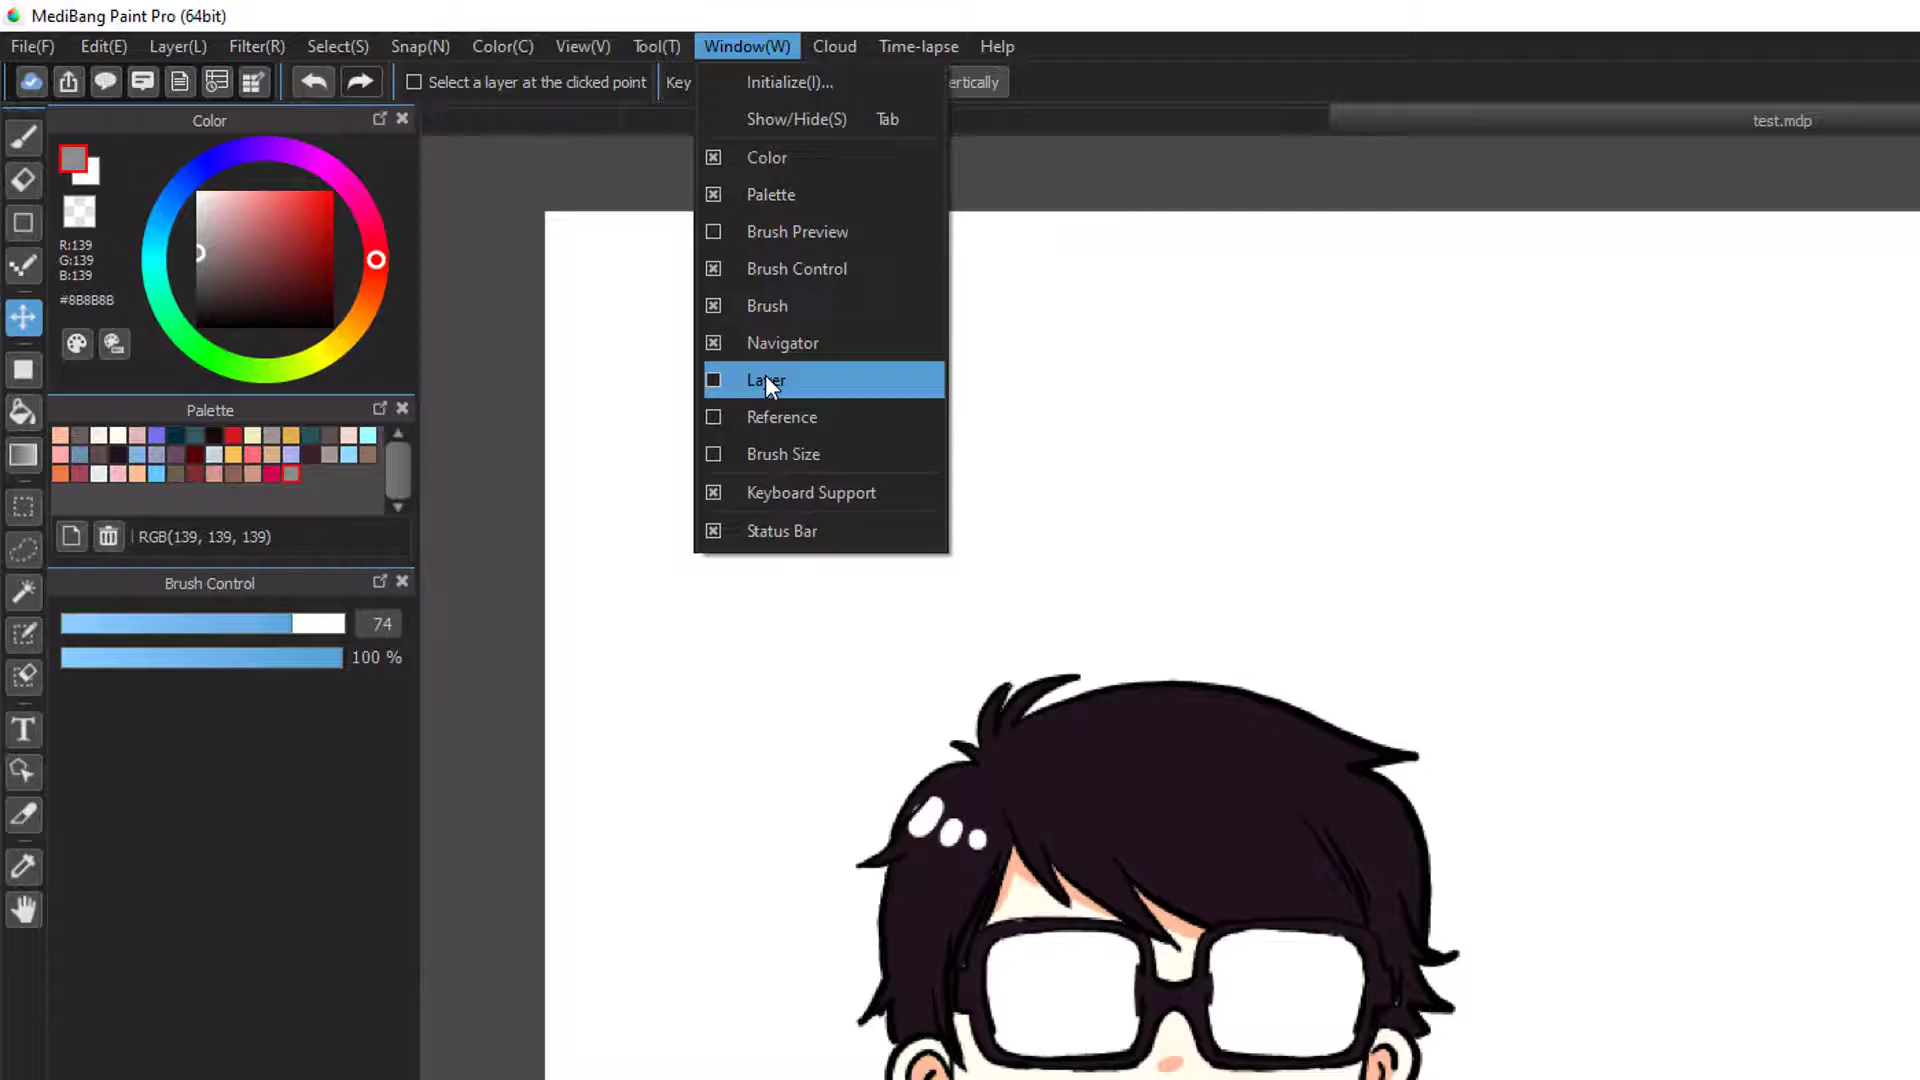 MediBang Paint Pro (64bit)
File(F) Edit(E) Layer(L) Filter(R) Select(S) Snap(N) Color(C) View(V) Tool(T) Window(W) Cloud Time-lapse Help
Select a layer at the clicked point Key ertically
Initialize(I)...
Show/Hide(S) Tab
Color
Palette
Brush Preview
Brush Control
Brush
Navigator
Layer
Reference
Brush Size
Keyboard Support
Status Bar
test.mdp
Color
R:139
G:139
B:139
#8B8B8B
Palette
RGB(139, 139, 139)
Brush Control
74
100 %
T